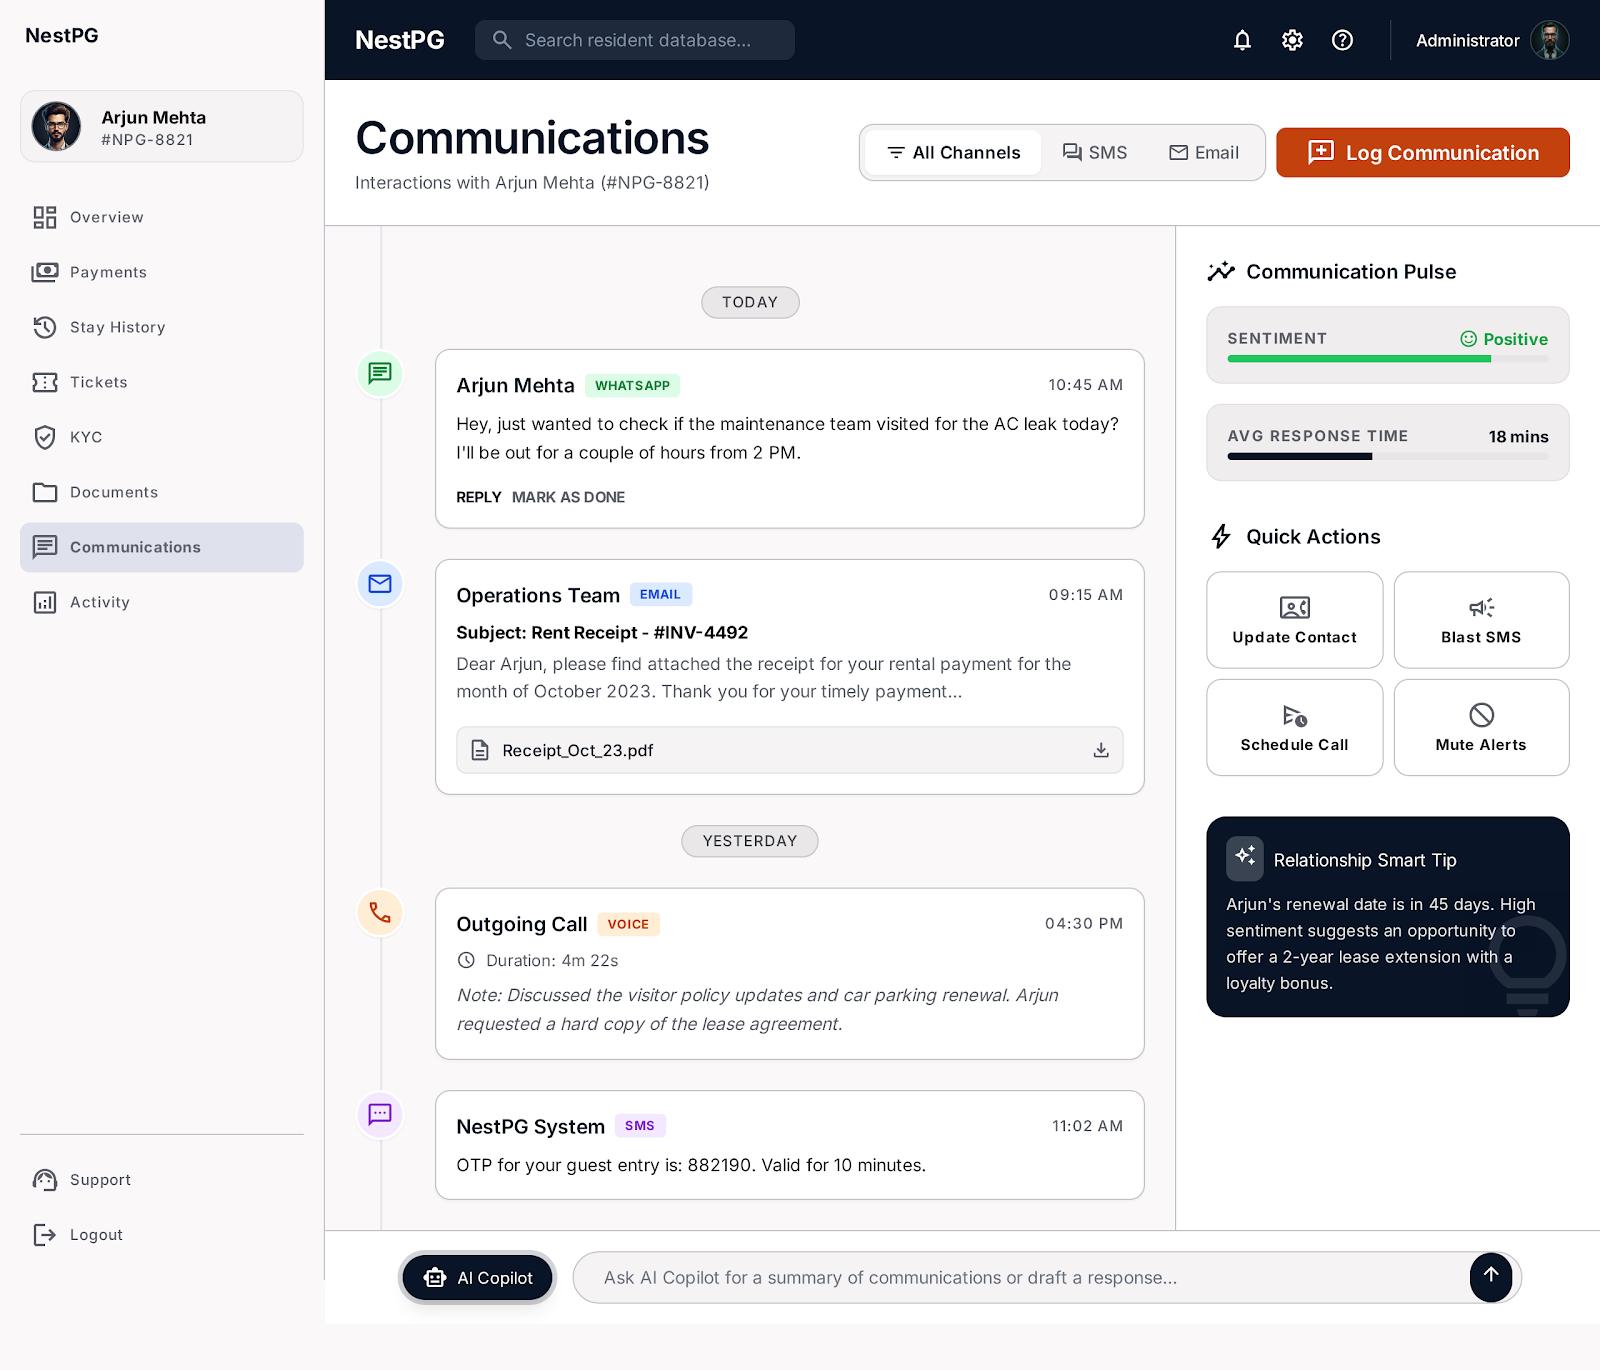 NestPG
Arjun Mehta
#NPG-8821
Overview
Payments
Stay History
Tickets
KYC
Documents
Communications
Activity
Support
Logout
NestPG
Search resident database...
Administrator
Communications
Interactions with Arjun Mehta (#NPG-8821)
All Channels
SMS
Email
Log Communication
TODAY
Arjun Mehta WHATSAPP 10:45 AM
Hey, just wanted to check if the maintenance team visited for the AC leak today?
I'll be out for a couple of hours from 2 PM.
REPLY MARK AS DONE
Operations Team EMAIL 09:15 AM
Subject: Rent Receipt - #INV-4492
Dear Arjun, please find attached the receipt for your rental payment for the
month of October 2023. Thank you for your timely payment...
Receipt_Oct_23.pdf
YESTERDAY
Outgoing Call VOICE 04:30 PM
Duration: 4m 22s
Note: Discussed the visitor policy updates and car parking renewal. Arjun
requested a hard copy of the lease agreement.
NestPG System SMS 11:02 AM
OTP for your guest entry is: 882190. Valid for 10 minutes.
Communication Pulse
SENTIMENT Positive
AVG RESPONSE TIME 18 mins
Quick Actions
Update Contact
Blast SMS
Schedule Call
Mute Alerts
Relationship Smart Tip
Arjun's renewal date is in 45 days. High
sentiment suggests an opportunity to
offer a 2-year lease extension with a
loyalty bonus.
AI Copilot
Ask AI Copilot for a summary of communications or draft a response...